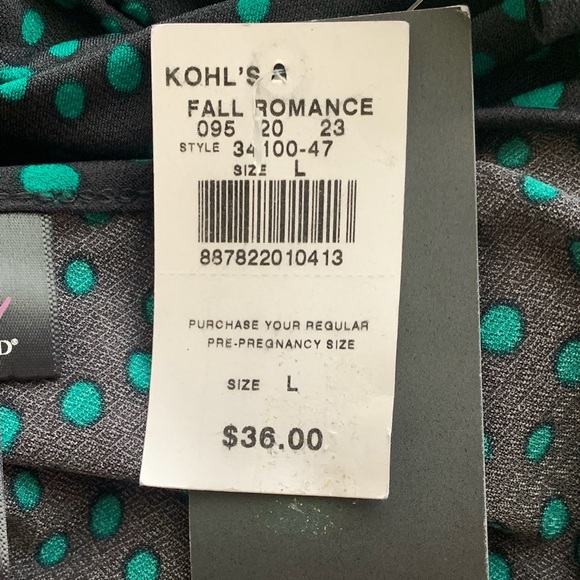 KOHL'S
FALL ROMANCE
095 20 23
STYLE 34100-47
SIZE L
887822010413
PURCHASE YOUR REGULAR
PRE-PREGNANCY SIZE
SIZE L
$36.00
D®